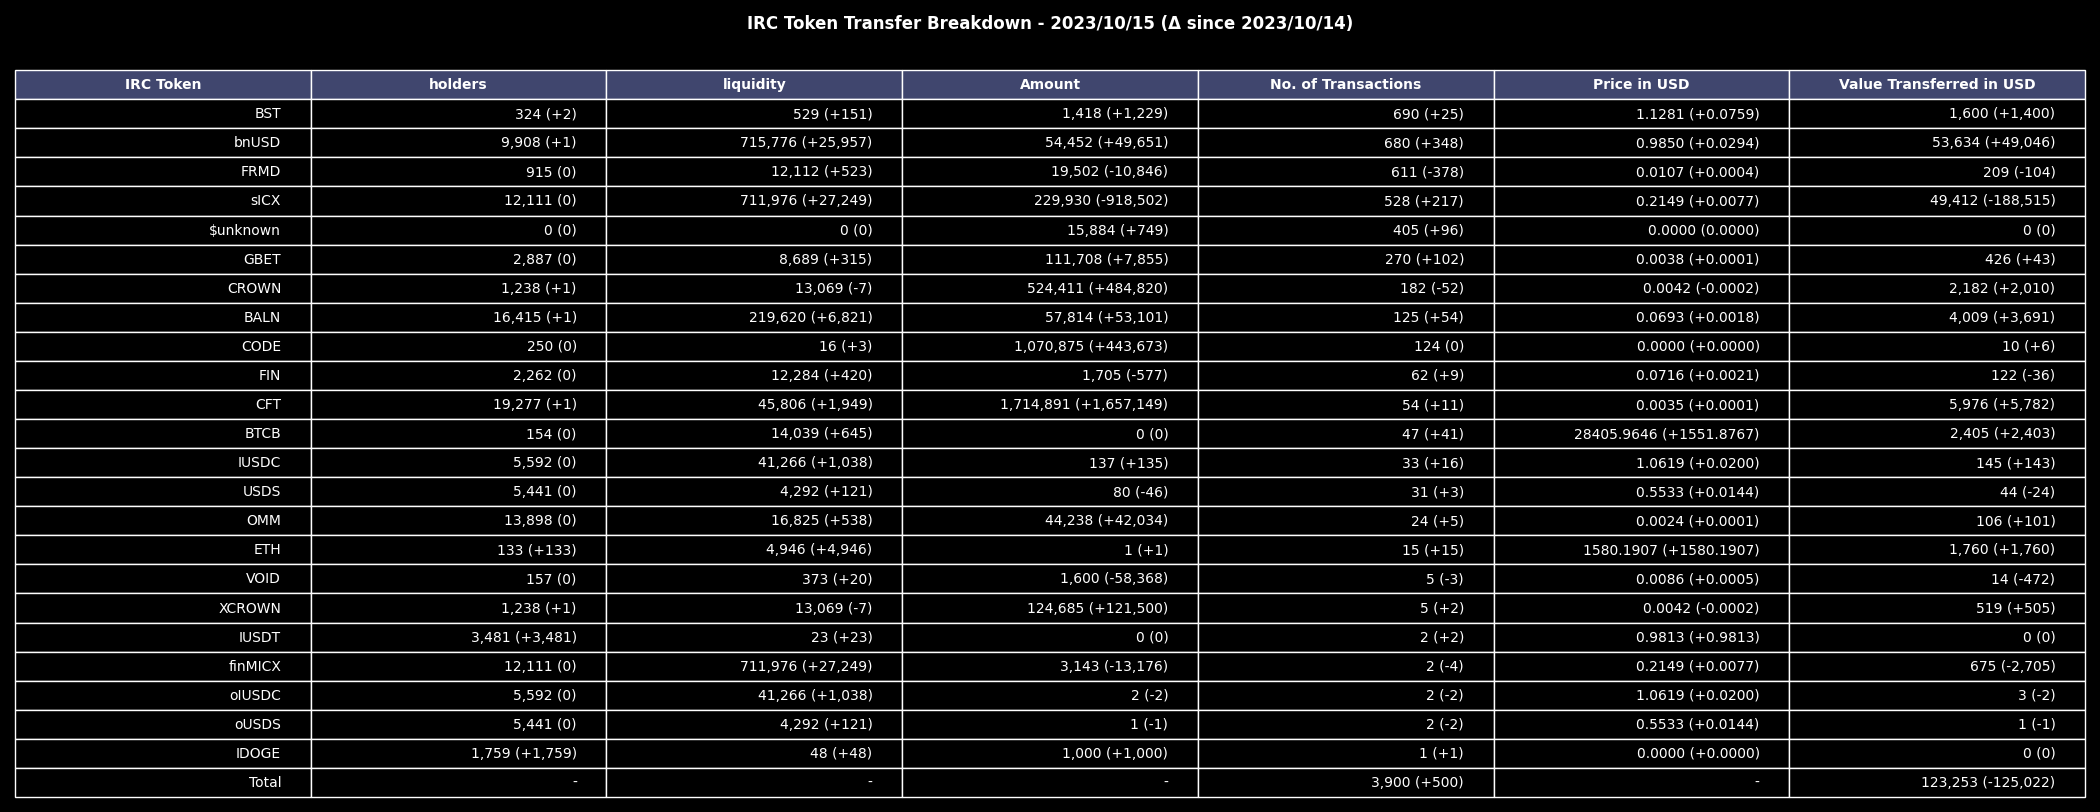 IRC Token Transfer Breakdown - 2023/10/15 (Δ since 2023/10/14)
IRC Token holders liquidity Amount No. of Transactions Price in USD Value Transferred in USD
BST 324 (+2) 529 (+151) 1,418 (+1,229) 690 (+25) 1.1281 (+0.0759) 1,600 (+1,400)
bnUSD 9,908 (+1) 715,776 (+25,957) 54,452 (+49,651) 680 (+348) 0.9850 (+0.0294) 53,634 (+49,046)
FRMD 915 (0) 12,112 (+523) 19,502 (-10,846) 611 (-378) 0.0107 (+0.0004) 209 (-104)
sICX 12,111 (0) 711,976 (+27,249) 229,930 (-918,502) 528 (+217) 0.2149 (+0.0077) 49,412 (-188,515)
$unknown 0 (0) 0 (0) 15,884 (+749) 405 (+96) 0.0000 (0.0000) 0 (0)
GBET 2,887 (0) 8,689 (+315) 111,708 (+7,855) 270 (+102) 0.0038 (+0.0001) 426 (+43)
CROWN 1,238 (+1) 13,069 (-7) 524,411 (+484,820) 182 (-52) 0.0042 (-0.0002) 2,182 (+2,010)
BALN 16,415 (+1) 219,620 (+6,821) 57,814 (+53,101) 125 (+54) 0.0693 (+0.0018) 4,009 (+3,691)
CODE 250 (0) 16 (+3) 1,070,875 (+443,673) 124 (0) 0.0000 (+0.0000) 10 (+6)
FIN 2,262 (0) 12,284 (+420) 1,705 (-577) 62 (+9) 0.0716 (+0.0021) 122 (-36)
CFT 19,277 (+1) 45,806 (+1,949) 1,714,891 (+1,657,149) 54 (+11) 0.0035 (+0.0001) 5,976 (+5,782)
BTCB 154 (0) 14,039 (+645) 0 (0) 47 (+41) 28405.9646 (+1551.8767) 2,405 (+2,403)
IUSDC 5,592 (0) 41,266 (+1,038) 137 (+135) 33 (+16) 1.0619 (+0.0200) 145 (+143)
USDS 5,441 (0) 4,292 (+121) 80 (-46) 31 (+3) 0.5533 (+0.0144) 44 (-24)
OMM 13,898 (0) 16,825 (+538) 44,238 (+42,034) 24 (+5) 0.0024 (+0.0001) 106 (+101)
ETH 133 (+133) 4,946 (+4,946) 1 (+1) 15 (+15) 1580.1907 (+1580.1907) 1,760 (+1,760)
VOID 157 (0) 373 (+20) 1,600 (-58,368) 5 (-3) 0.0086 (+0.0005) 14 (-472)
XCROWN 1,238 (+1) 13,069 (-7) 124,685 (+121,500) 5 (+2) 0.0042 (-0.0002) 519 (+505)
IUSDT 3,481 (+3,481) 23 (+23) 0 (0) 2 (+2) 0.9813 (+0.9813) 0 (0)
finMICX 12,111 (0) 711,976 (+27,249) 3,143 (-13,176) 2 (-4) 0.2149 (+0.0077) 675 (-2,705)
oIUSDC 5,592 (0) 41,266 (+1,038) 2 (-2) 2 (-2) 1.0619 (+0.0200) 3 (-2)
oUSDS 5,441 (0) 4,292 (+121) 1 (-1) 2 (-2) 0.5533 (+0.0144) 1 (-1)
IDOGE 1,759 (+1,759) 48 (+48) 1,000 (+1,000) 1 (+1) 0.0000 (+0.0000) 0 (0)
Total - - - 3,900 (+500) - 123,253 (-125,022)